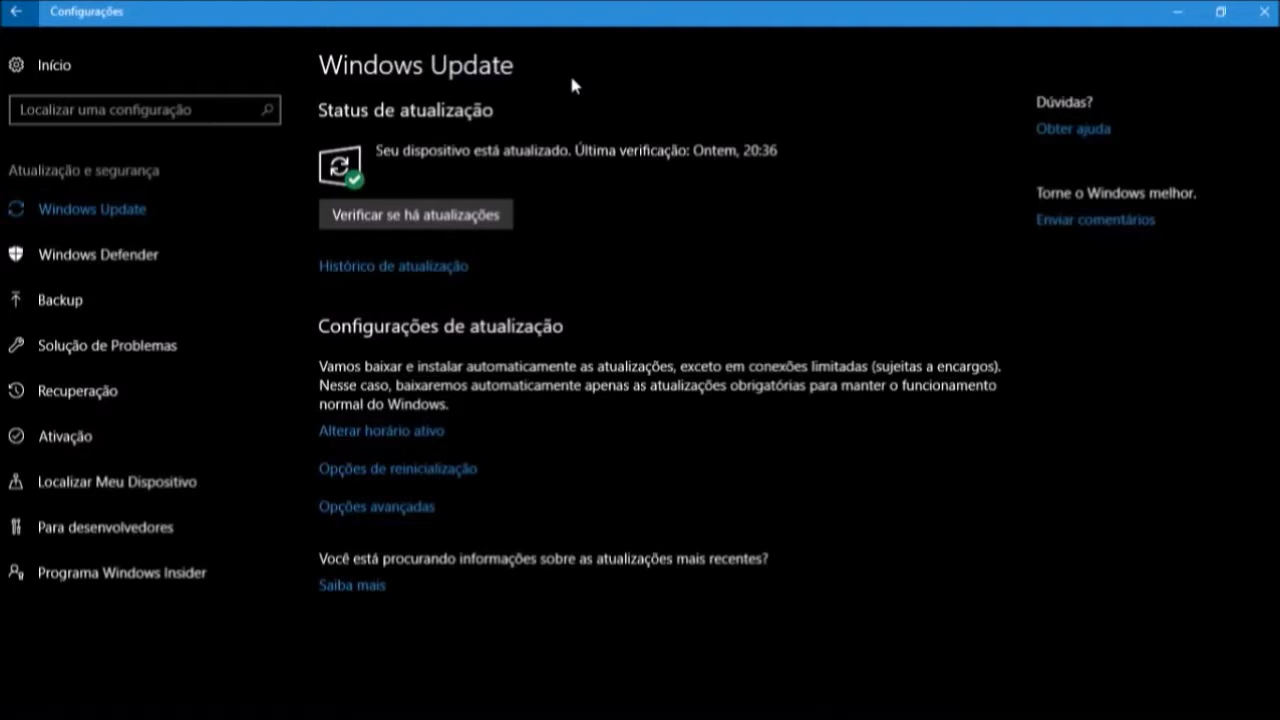 Configurações
Início
Localizar uma configuração
Atualização e segurança
Windows Update
Windows Defender
Backup
Solução de Problemas
Recuperação
Ativação
Localizar Meu Dispositivo
Para desenvolvedores
Programa Windows Insider
Windows Update
Status de atualização
Seu dispositivo está atualizado. Última verificação: Ontem, 20:36
Verificar se há atualizações
Histórico de atualização
Configurações de atualização
Vamos baixar e instalar automaticamente as atualizações, exceto em conexões limitadas (sujeitas a encargos).
Nesse caso, baixaremos automaticamente apenas as atualizações obrigatórias para manter o funcionamento
normal do Windows.
Alterar horário ativo
Opções de reinicialização
Opções avançadas
Você está procurando informações sobre as atualizações mais recentes?
Saiba mais
Dúvidas?
Obter ajuda
Torne o Windows melhor.
Enviar comentários